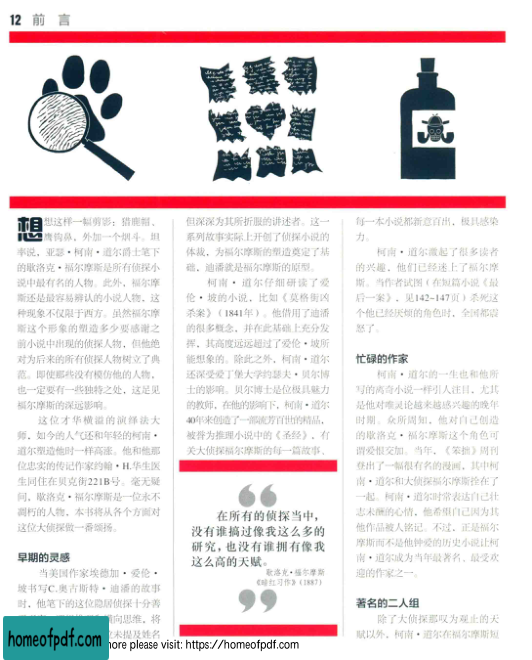 12 前 言
想想这样一幅剪影：猎鹿帽、
鹰钩鼻，外加一个烟斗。坦
率说，亚瑟·柯南·道尔爵士笔下
的歇洛克·福尔摩斯是所有侦探小
说中最有名的人物。此外，福尔摩
斯还是最容易辨认的小说人物，这
种现象不仅限于西方。虽然福尔摩
斯这个形象的塑造多少要感谢之
前小说中出现的侦探人物，但他绝
对为后来的所有侦探人物树立了典
范。即使那些没有模仿他的人物，
也一定要有一些独特之处，这足见
福尔摩斯的深远影响。
这位才华横溢的演绎法大
师，如今的人气还和年轻的柯南·
道尔塑造他时一样高涨。他和他那
位忠实的传记作家约翰·H.华生医
生同住在贝克街221B号。毫无疑
问，歇洛克·福尔摩斯是一位永不
凋朽的人物，本书将从各个方面对
这位大侦探做一番颂扬。
早期的灵感
当美国作家埃德加·爱伦·
坡书写C.奥吉斯特·迪潘的故事
时，他笔下的这位隐居侦探十分善
未提及姓名
但深深为其所折服的讲述者。这一
系列故事实际上开创了侦探小说的
体裁，为福尔摩斯的塑造奠定了基
础，迪潘就是福尔摩斯的原型。
柯南·道尔仔细研读了爱
伦·坡的小说，比如《莫格街凶
杀案》（1841年）。他借用了迪潘
的很多概念，并在此基础上充分发
挥，其高度远远超过了爱伦·坡所
能想象的。除此之外，柯南·道尔
还深受爱丁堡大学约瑟夫·贝尔博
士的影响。贝尔博士是位极具魅力
的教师，在他的影响下，柯南·道尔
40年来创造了一部流芳百世的精品，
被誉为推理小说中的《圣经》，有
关大侦探福尔摩斯的每一篇故事、
“
在所有的侦探当中，
没有谁搞过像我这么多的
研究，也没有谁拥有像我
这么高的天赋。
歇洛克·福尔摩斯
《暗红习作》（1887）
”
每一本小说都新意百出，极具感染
力。
柯南·道尔激起了很多读者
的兴趣，他们已经迷上了福尔摩
斯。当作者试图（在短篇小说《最
后一案》，见142~147页）杀死这
个他已经厌烦的角色时，全国都震
怒了。
忙碌的作家
柯南·道尔的一生也和他所
写的离奇小说一样引人注目，尤其
是他对唯灵论越来越感兴趣的晚年
时期。众所周知，他对自己创造
的歇洛克·福尔摩斯这个角色可
谓爱恨交加。当年，《笨拙》周刊
登出了一幅很有名的漫画，其中柯
南·道尔和大侦探福尔摩斯拴在了
一起。柯南·道尔时常表达自己壮
志未酬的心情，他希望自己因为其
他作品被人铭记。不过，正是福尔
摩斯而不是他钟爱的历史小说让柯
南·道尔成为当年最著名、最受欢
迎的作家之一。
著名的二人组
除了大侦探那叹为观止的天
赋以外，柯南·道尔在福尔摩斯短
homeofpdf.com
more please visit: https://homeofpdf.com